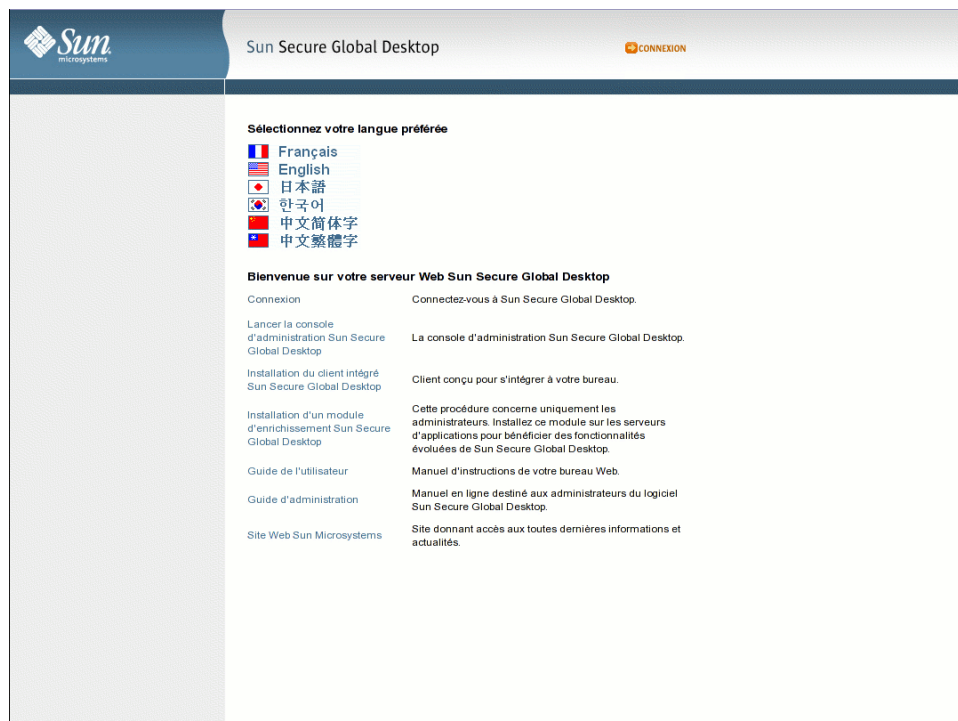 Sun
microsystems
Sun Secure Global Desktop
CONNEXION
Sélectionnez votre langue préférée
Français
English
日本語
한국어
中文简体字
中文繁體字
Bienvenue sur votre serveur Web Sun Secure Global Desktop
Connexion
Connectez-vous à Sun Secure Global Desktop.
Lancer la console
d'administration Sun Secure
Global Desktop
La console d'administration Sun Secure Global Desktop.
Installation du client intégré
Sun Secure Global Desktop
Client conçu pour s'intégrer à votre bureau.
Installation d'un module
d'enrichissement Sun Secure
Global Desktop
Cette procédure concerne uniquement les
administrateurs. Installez ce module sur les serveurs
d'applications pour bénéficier des fonctionnalités
évoluées de Sun Secure Global Desktop.
Guide de l'utilisateur
Manuel d'instructions de votre bureau Web.
Guide d'administration
Manuel en ligne destiné aux administrateurs du logiciel
Sun Secure Global Desktop.
Site Web Sun Microsystems
Site donnant accès aux toutes dernières informations et
actualités.